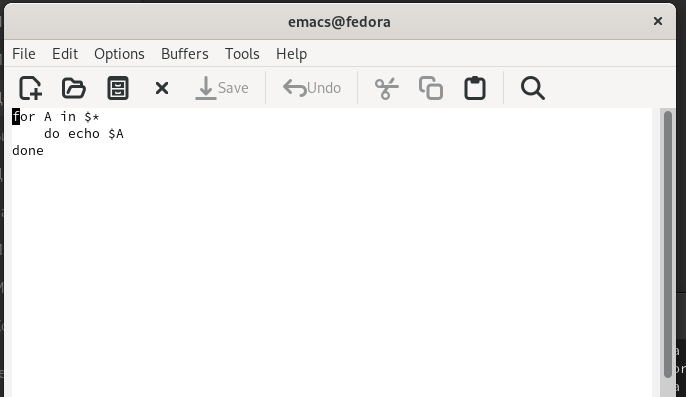 emacs@fedora
File Edit Options Buffers Tools Help
Save Undo
for A in $*
    do echo $A
done